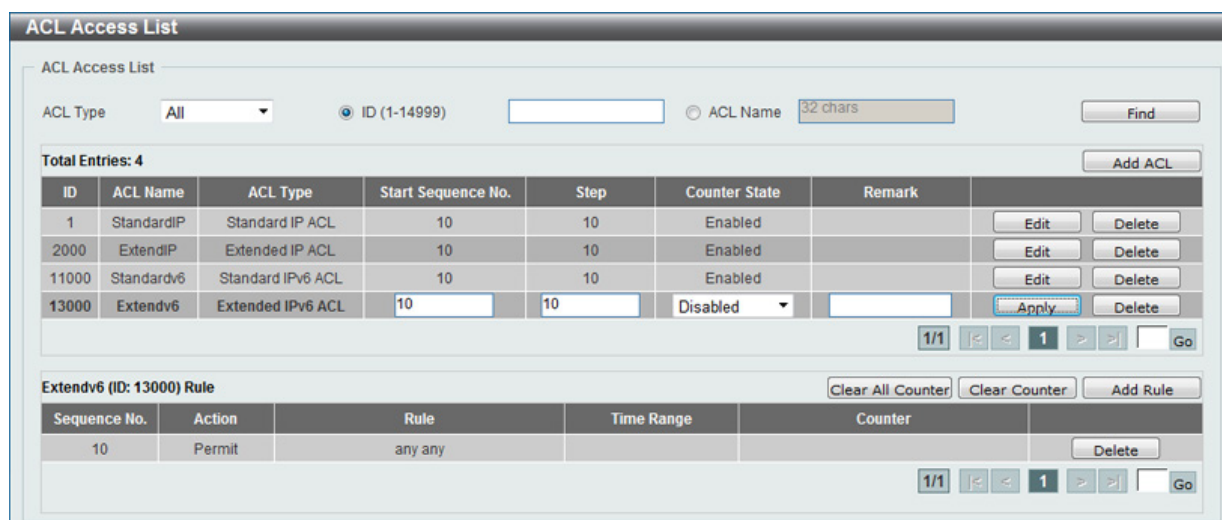 ACL Access List
ACL Access List
ACL Type All ID (1-14999) ACL Name 32 chars Find
Total Entries: 4 Add ACL
ID ACL Name ACL Type Start Sequence No. Step Counter State Remark
1 StandardIP Standard IP ACL 10 10 Enabled Edit Delete
2000 ExtendIP Extended IP ACL 10 10 Enabled Edit Delete
11000 Standardv6 Standard IPv6 ACL 10 10 Enabled Edit Delete
13000 Extendv6 Extended IPv6 ACL 10 10 Disabled Apply Delete
1/1 |< < 1 > >| Go
Extendv6 (ID: 13000) Rule Clear All Counter Clear Counter Add Rule
Sequence No. Action Rule Time Range Counter
10 Permit any any Delete
1/1 |< < 1 > >| Go